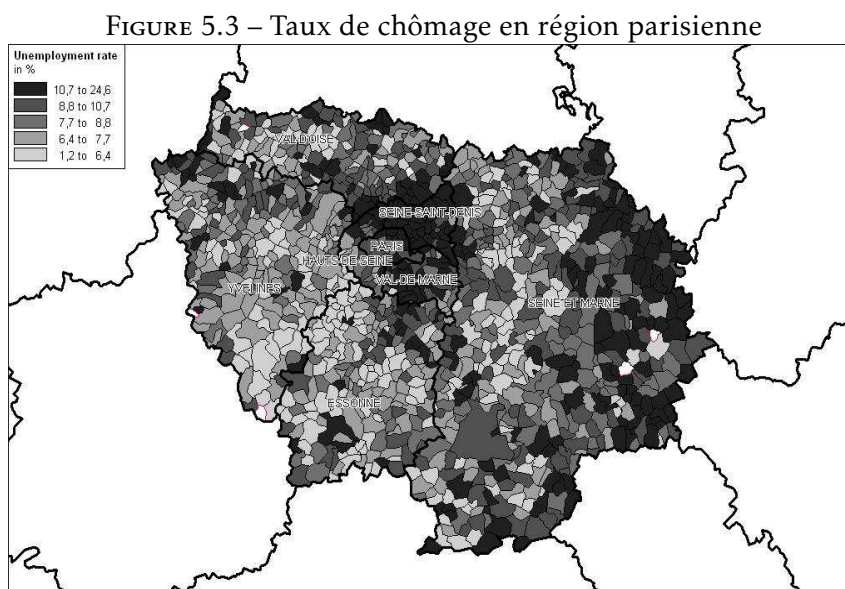 FIGURE 5.3 – Taux de chômage en région parisienne
Unemployment rate
in %
10,7 to 24,6
8,8 to 10,7
7,7 to 8,8
6,4 to 7,7
1,2 to 6,4
VAL-D'OISE
SEINE-SAINT-DENIS
PARIS
HAUTS-DE-SEINE
VAL-DE-MARNE
YVELINES
SEINE ET MARNE
ESSONNE